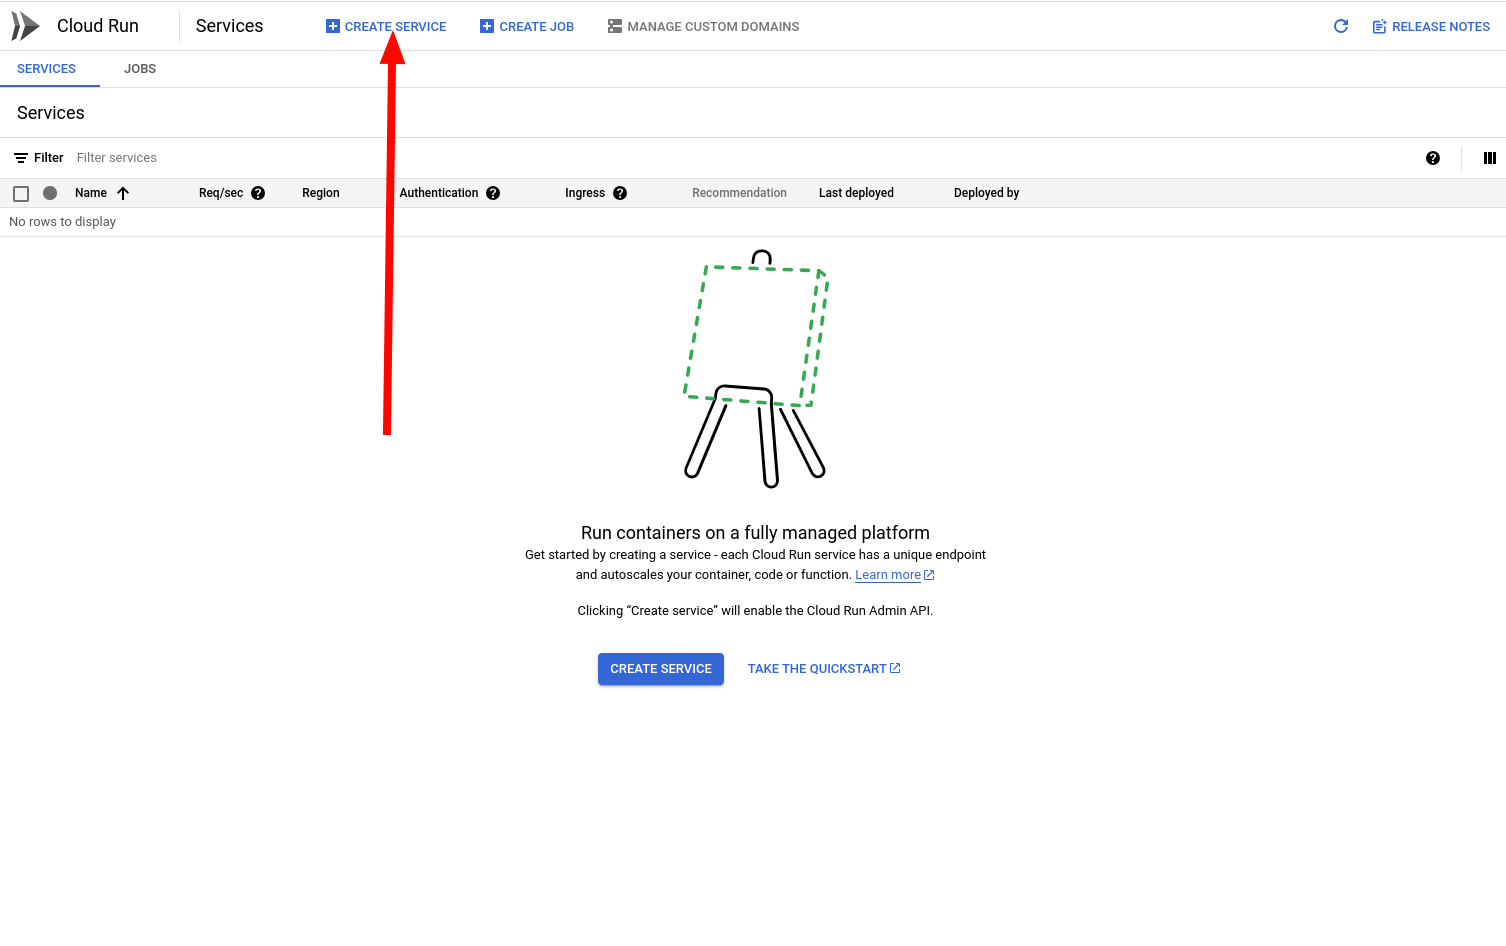 Cloud Run
Services
CREATE SERVICE
CREATE JOB
MANAGE CUSTOM DOMAINS
RELEASE NOTES
SERVICES
JOBS
Services
Filter
Filter services
Name
Req/sec
Region
Authentication
Ingress
Recommendation
Last deployed
Deployed by
No rows to display
Run containers on a fully managed platform
Get started by creating a service - each Cloud Run service has a unique endpoint
and autoscales your container, code or function. Learn more
Clicking “Create service” will enable the Cloud Run Admin API.
CREATE SERVICE
TAKE THE QUICKSTART